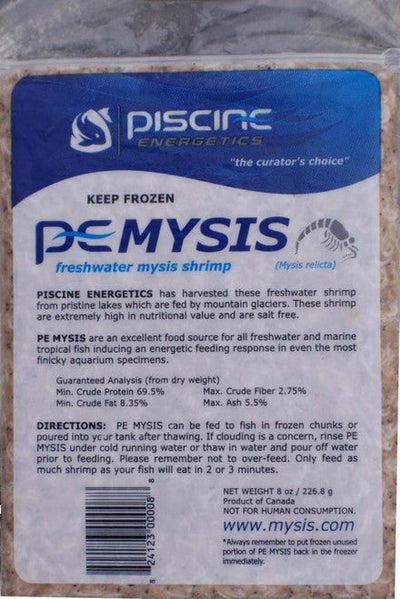 PISCINE
ENERGETICS
"the curator's choice"
KEEP FROZEN
PE MYSIS
freshwater mysis shrimp
(Mysis relicta)
PISCINE ENERGETICS has harvested these freshwater shrimp
from pristine lakes which are fed by mountain glaciers. These shrimp
are extremely high in nutritional value and are salt free.
PE MYSIS are an excellent food source for all freshwater and marine
tropical fish inducing an energetic feeding response in even the most
finicky aquarium specimens.
Guaranteed Analysis (from dry weight)
Min. Crude Protein 69.5% Max. Crude Fiber 2.75%
Min. Crude Fat 8.35% Max. Ash 5.5%
DIRECTIONS: PE MYSIS can be fed to fish in frozen chunks or
poured into your tank after thawing. If clouding is a concern, rinse PE
MYSIS under cold running water or thaw in water and pour off water
prior to feeding. Please remember not to over-feed. Only feed as
much shrimp as your fish will eat in 2 or 3 minutes.
8 24123 00008 8
NET WEIGHT 8 oz / 226.8 g
Product of Canada
NOT FOR HUMAN CONSUMPTION.
www.mysis.com
*Always remember to put frozen unused
portion of PE MYSIS back in the freezer
immediately.